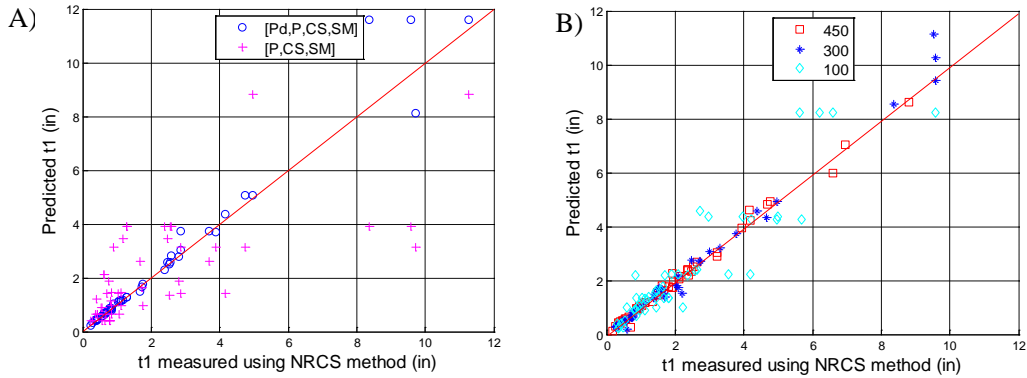 A)
[Pd,P,CS,SM]
[P,CS,SM]
Predicted t1 (in)
12
10
8
6
4
2
0
0 2 4 6 8 10 12
t1 measured using NRCS method (in)
B)
450
300
100
Predicted t1 (in)
12
10
8
6
4
2
0
0 2 4 6 8 10 12
t1 measured using NRCS method (in)